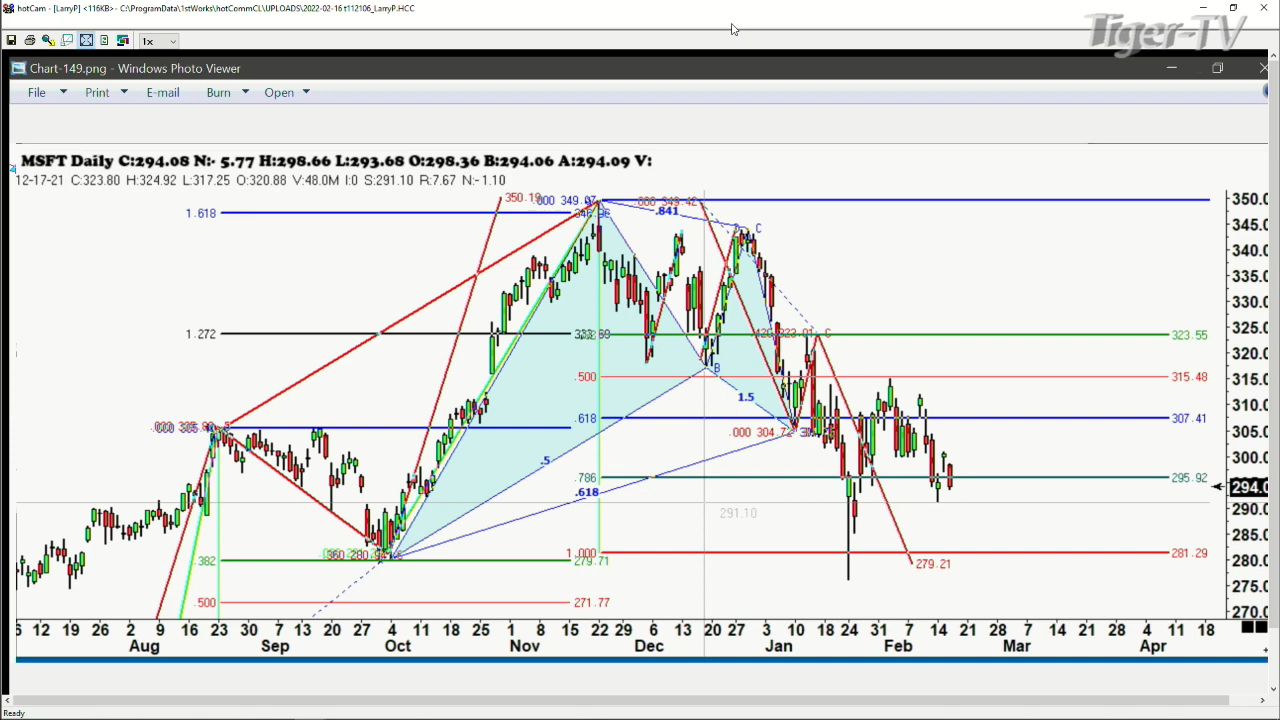 hotCam - [LarryP] <116KB> - C:\ProgramData\1stWorks\hotCommCL\UPLOADS\2022-02-16 t112106_LarryP.HCC
Tiger-TV
1x
Chart-149.png - Windows Photo Viewer
File Print E-mail Burn Open
MSFT Daily C:294.08 N:- 5.77 H:298.66 L:293.68 O:298.36 B:294.06 A:294.09 V:
12-17-21 C:323.80 H:324.92 L:317.25 O:320.88 V:48.0M I:0 S:291.10 R:7.67 N:-1.10
350.19 .000 349.07 .000 349.42 350.0
1.618 .841 C 345.0
340.0
335.0
330.0
1.272 323.01 C 323.55 325.0
320.0
B
.500 315.48 315.0
1.5
310.0
.618 307.41
.000 304.72 305.0
.5 300.0
.786 295.92
.618 294.0
291.10 290.0
285.0
1.000 281.29
.382 279.71 279.21 280.0
275.0
.500 271.77 270.0
6 12 19 26 2 9 16 23 30 7 13 20 27 4 11 18 25 1 8 15 22 29 6 13 20 27 3 10 18 24 31 7 14 21 28 7 14 21 28 4 11 18
Aug Sep Oct Nov Dec Jan Feb Mar Apr
Ready